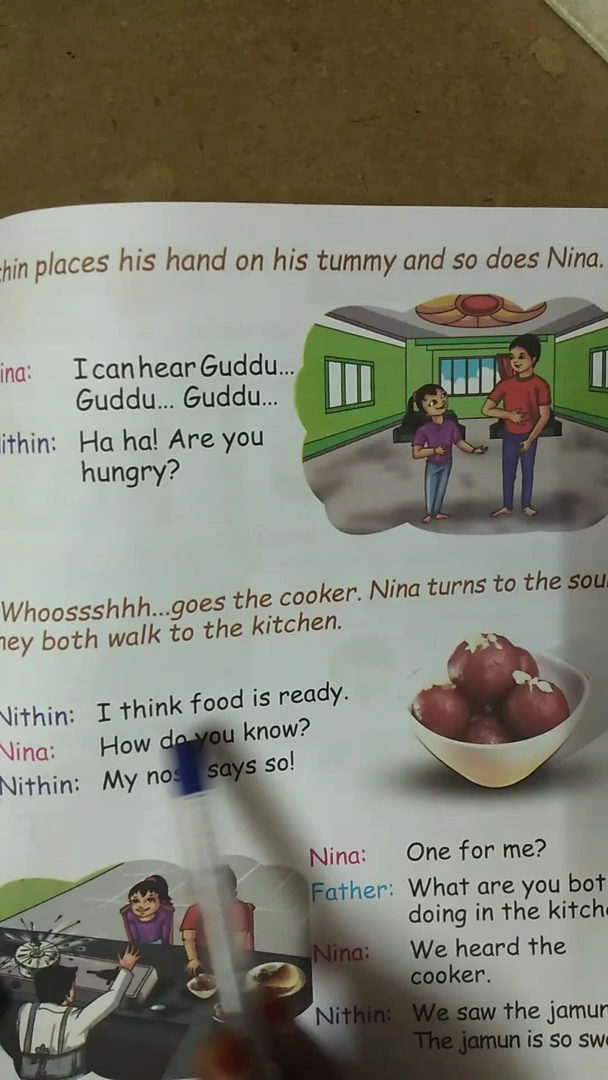 places his hand on his tummy and so does Nina.
I can hear Guddu...
Guddu... Guddu...
Ha ha! Are you
hungry?
Whoossshhh...goes the cooker. Nina turns to the
both walk to the kitchen.
Nithin: I think food is ready.
Nina: How do you know?
Nithin: My says so!
Nina: One for me?
Father: What are you
doing in the
Nina: We heard the
cooker.
Nithin: We saw the
The jamun is so